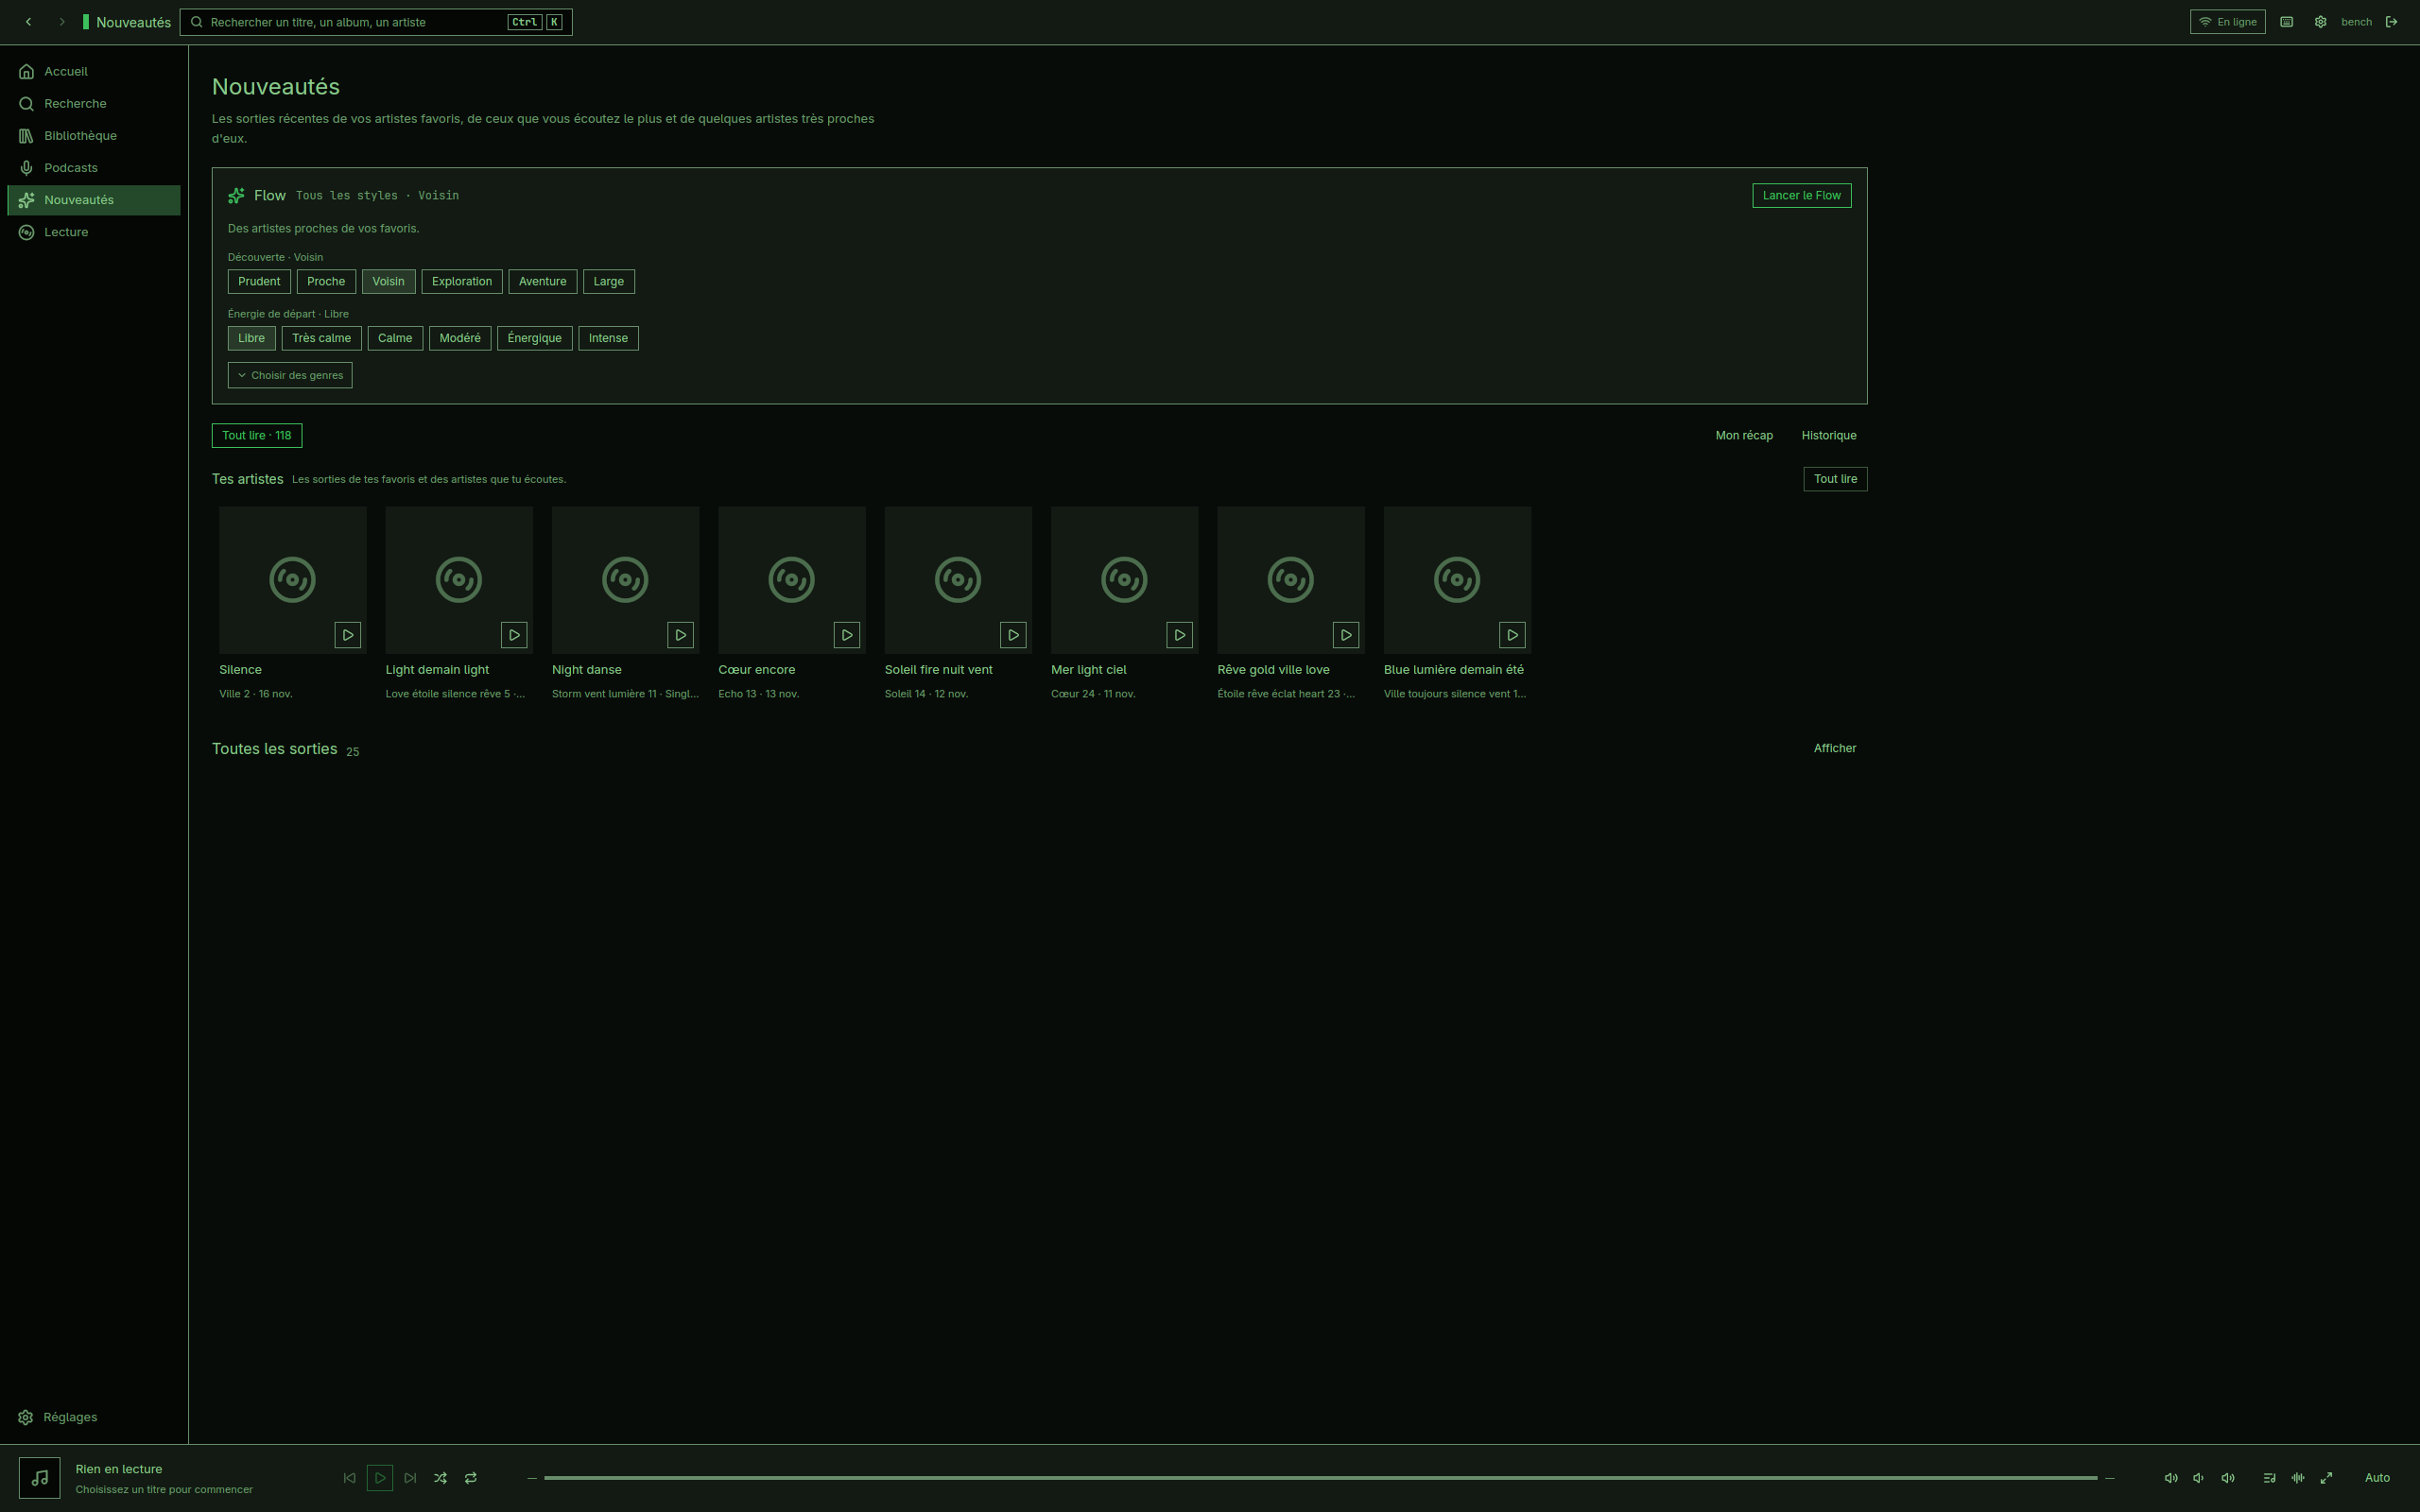 Nouveautés
Rechercher un titre, un album, un artiste
Ctrl K
En ligne
bench
Accueil
Recherche
Bibliothèque
Podcasts
Nouveautés
Lecture
Réglages
Nouveautés
Les sorties récentes de vos artistes favoris, de ceux que vous écoutez le plus et de quelques artistes très proches
d'eux.
Flow Tous les styles · Voisin
Lancer le Flow
Des artistes proches de vos favoris.
Découverte · Voisin
Prudent Proche Voisin Exploration Aventure Large
Énergie de départ · Libre
Libre Très calme Calme Modéré Énergique Intense
Choisir des genres
Tout lire · 118
Mon récap Historique
Tes artistes Les sorties de tes favoris et des artistes que tu écoutes.
Tout lire
Silence
Ville 2 · 16 nov.
Light demain light
Love étoile silence rêve 5 ·...
Night danse
Storm vent lumière 11 · Singl...
Cœur encore
Echo 13 · 13 nov.
Soleil fire nuit vent
Soleil 14 · 12 nov.
Mer light ciel
Cœur 24 · 11 nov.
Rêve gold ville love
Étoile rêve éclat heart 23 ·...
Blue lumière demain été
Ville toujours silence vent 1...
Toutes les sorties 25
Afficher
Rien en lecture
Choisissez un titre pour commencer
— —
Auto